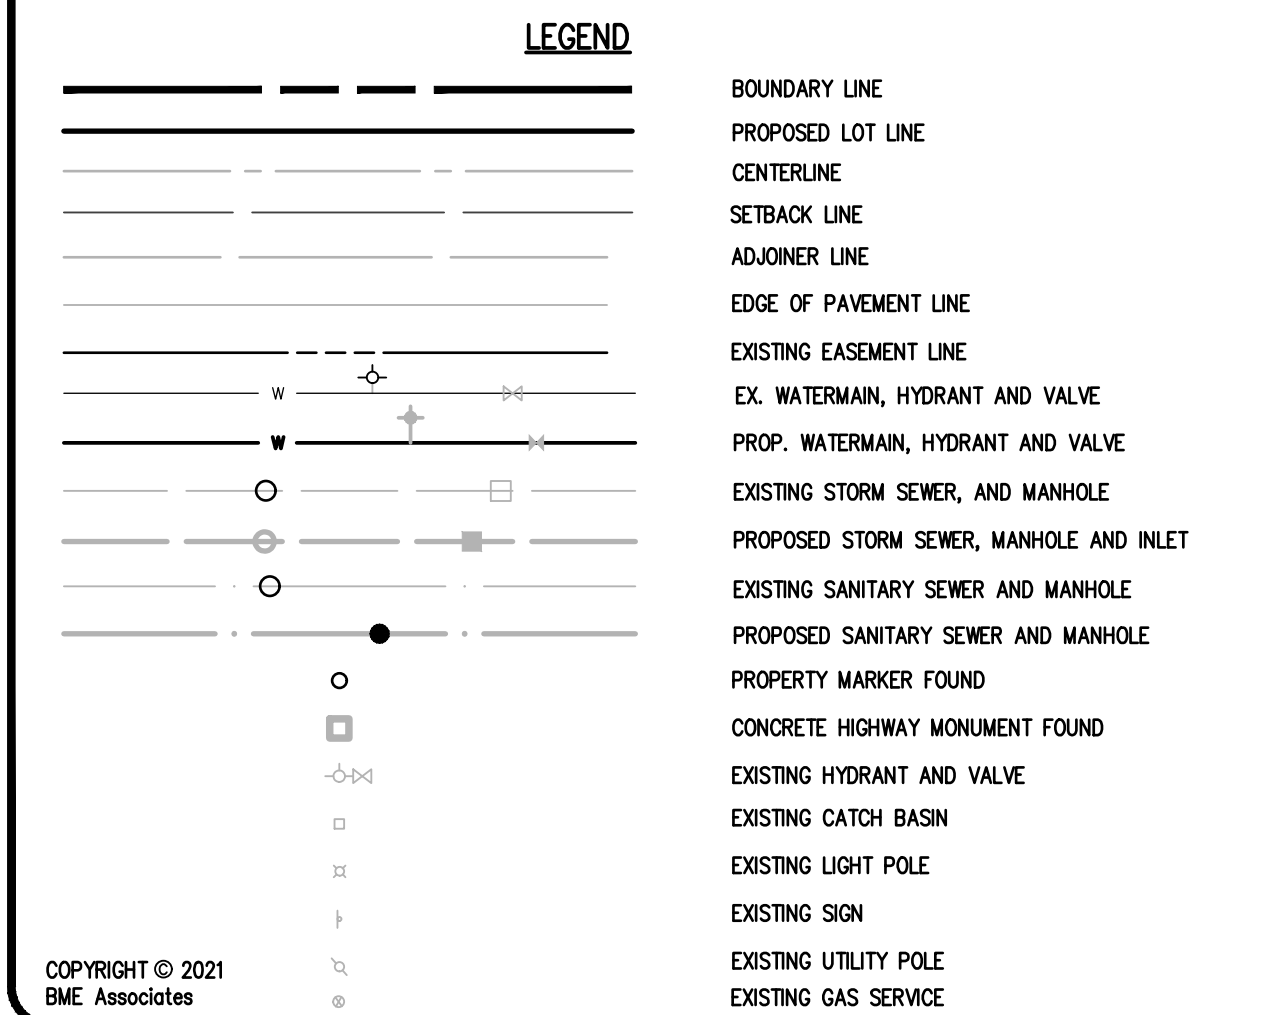 LEGEND
BOUNDARY LINE
PROPOSED LOT LINE
CENTERLINE
SETBACK LINE
ADJOINER LINE
EDGE OF PAVEMENT LINE
EXISTING EASEMENT LINE
W EX. WATERMAIN, HYDRANT AND VALVE
W PROP. WATERMAIN, HYDRANT AND VALVE
EXISTING STORM SEWER, AND MANHOLE
PROPOSED STORM SEWER, MANHOLE AND INLET
EXISTING SANITARY SEWER AND MANHOLE
PROPOSED SANITARY SEWER AND MANHOLE
PROPERTY MARKER FOUND
CONCRETE HIGHWAY MONUMENT FOUND
EXISTING HYDRANT AND VALVE
EXISTING CATCH BASIN
EXISTING LIGHT POLE
EXISTING SIGN
EXISTING UTILITY POLE
EXISTING GAS SERVICE
COPYRIGHT © 2021
BME Associates